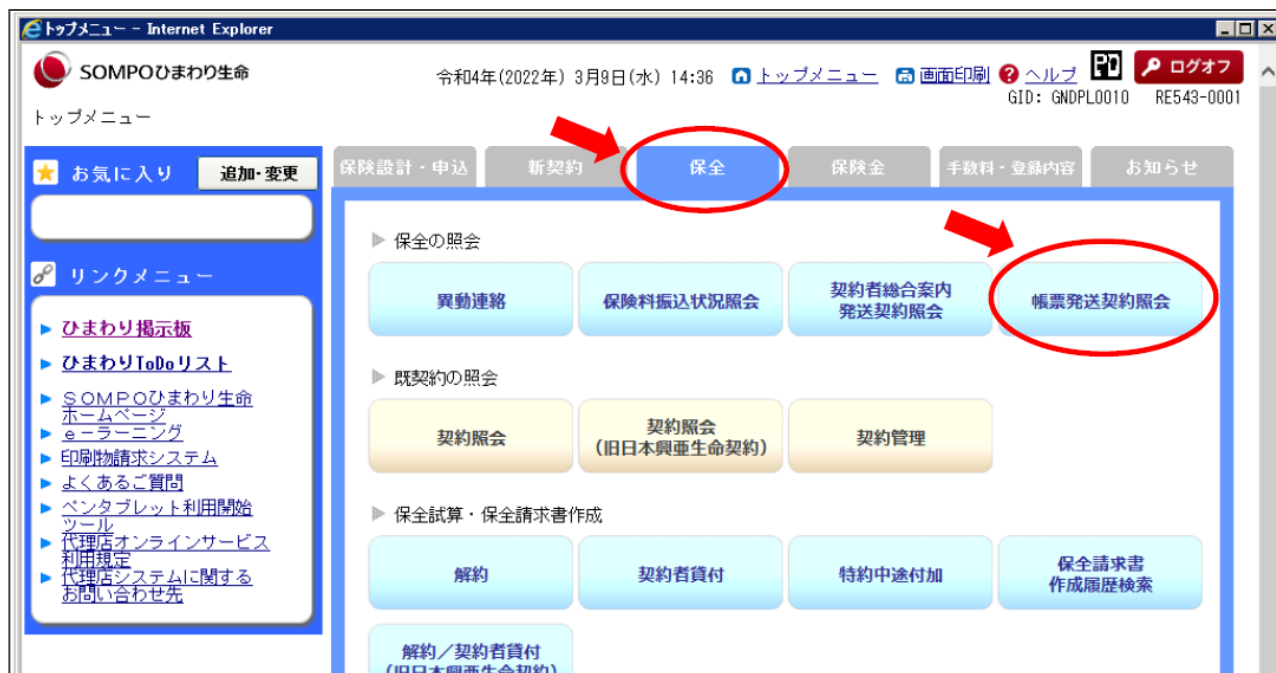 トップメニュー - Internet Explorer
SOMPOひまわり生命
令和4年(2022年) 3月9日(水) 14:36 トップメニュー 画面印刷 ヘルプ ログオフ
GID: GNDPL0010 RE543-0001
トップメニュー
お気に入り 追加・変更
保険設計・申込 新契約 保全 保険金 手数料・登録内容 お知らせ
保全の照会
異動連絡
保険料振込状況照会
契約者総合案内
発送契約照会
帳票発送契約照会
既契約の照会
契約照会
契約照会
(旧日本興亜生命契約)
契約管理
保全試算・保全請求書作成
解約
契約者貸付
特約中途付加
保全請求書
作成履歴検索
解約／契約者貸付
(旧日本興亜生命契約)
リンクメニュー
ひまわり掲示板
ひまわりToDoリスト
ＳＯＭＰＯひまわり生命
ホームページ
ｅ－ラーニング
印刷物請求システム
よくあるご質問
ペンタブレット利用開始
ツール
代理店オンラインサービス
利用規定
代理店システムに関する
お問い合わせ先